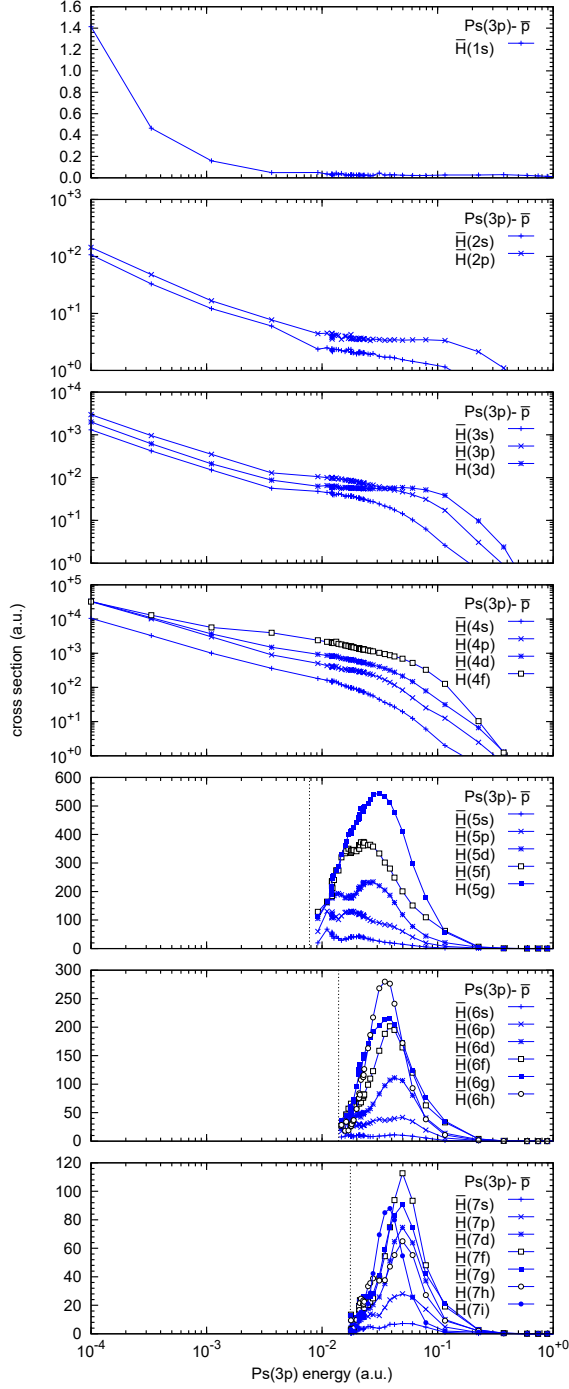 1.6
1.4
1.2
1.0
0.8
0.6
0.4
0.2
0.0
Ps(3p)- p̅
H̅(1s)
10⁺³
10⁺²
10⁺¹
10⁺⁰
Ps(3p)- p̅
H̅(2s)
H̅(2p)
10⁺⁴
10⁺³
10⁺²
10⁺¹
10⁺⁰
Ps(3p)- p̅
H̅(3s)
H̅(3p)
H̅(3d)
cross section (a.u.)
10⁺⁵
10⁺⁴
10⁺³
10⁺²
10⁺¹
10⁺⁰
Ps(3p)- p̅
H̅(4s)
H̅(4p)
H̅(4d)
H̅(4f)
600
500
400
300
200
100
0
Ps(3p)- p̅
H̅(5s)
H̅(5p)
H̅(5d)
H̅(5f)
H̅(5g)
300
250
200
150
100
50
0
Ps(3p)- p̅
H̅(6s)
H̅(6p)
H̅(6d)
H̅(6f)
H̅(6g)
H̅(6h)
120
100
80
60
40
20
0
Ps(3p)- p̅
H̅(7s)
H̅(7p)
H̅(7d)
H̅(7f)
H̅(7g)
H̅(7h)
H̅(7i)
10⁻⁴ 10⁻³ 10⁻² 10⁻¹ 10⁰
Ps(3p) energy (a.u.)